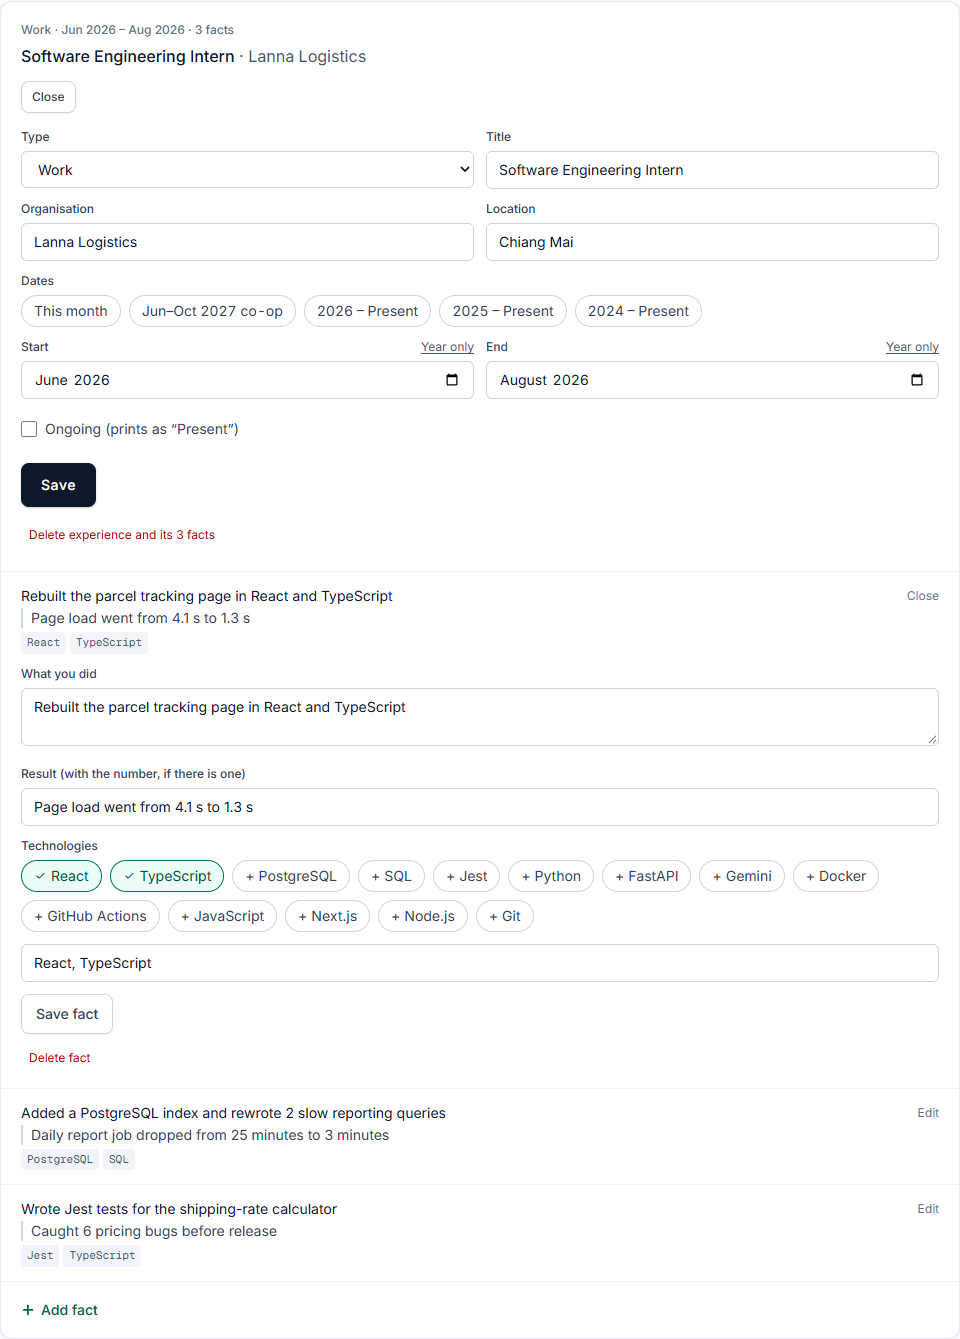 Work · Jun 2026 – Aug 2026 · 3 facts
Software Engineering Intern · Lanna Logistics
Close
Type
Title
Work
Software Engineering Intern
Organisation
Location
Lanna Logistics
Chiang Mai
Dates
This month
Jun–Oct 2027 co-op
2026 – Present
2025 – Present
2024 – Present
Start
Year only
End
Year only
June 2026
August 2026
Ongoing (prints as “Present”)
Save
Delete experience and its 3 facts
Rebuilt the parcel tracking page in React and TypeScript
Close
Page load went from 4.1 s to 1.3 s
React
TypeScript
What you did
Rebuilt the parcel tracking page in React and TypeScript
Result (with the number, if there is one)
Page load went from 4.1 s to 1.3 s
Technologies
✓ React
✓ TypeScript
+ PostgreSQL
+ SQL
+ Jest
+ Python
+ FastAPI
+ Gemini
+ Docker
+ GitHub Actions
+ JavaScript
+ Next.js
+ Node.js
+ Git
React, TypeScript
Save fact
Delete fact
Added a PostgreSQL index and rewrote 2 slow reporting queries
Edit
Daily report job dropped from 25 minutes to 3 minutes
PostgreSQL
SQL
Wrote Jest tests for the shipping-rate calculator
Edit
Caught 6 pricing bugs before release
Jest
TypeScript
+ Add fact